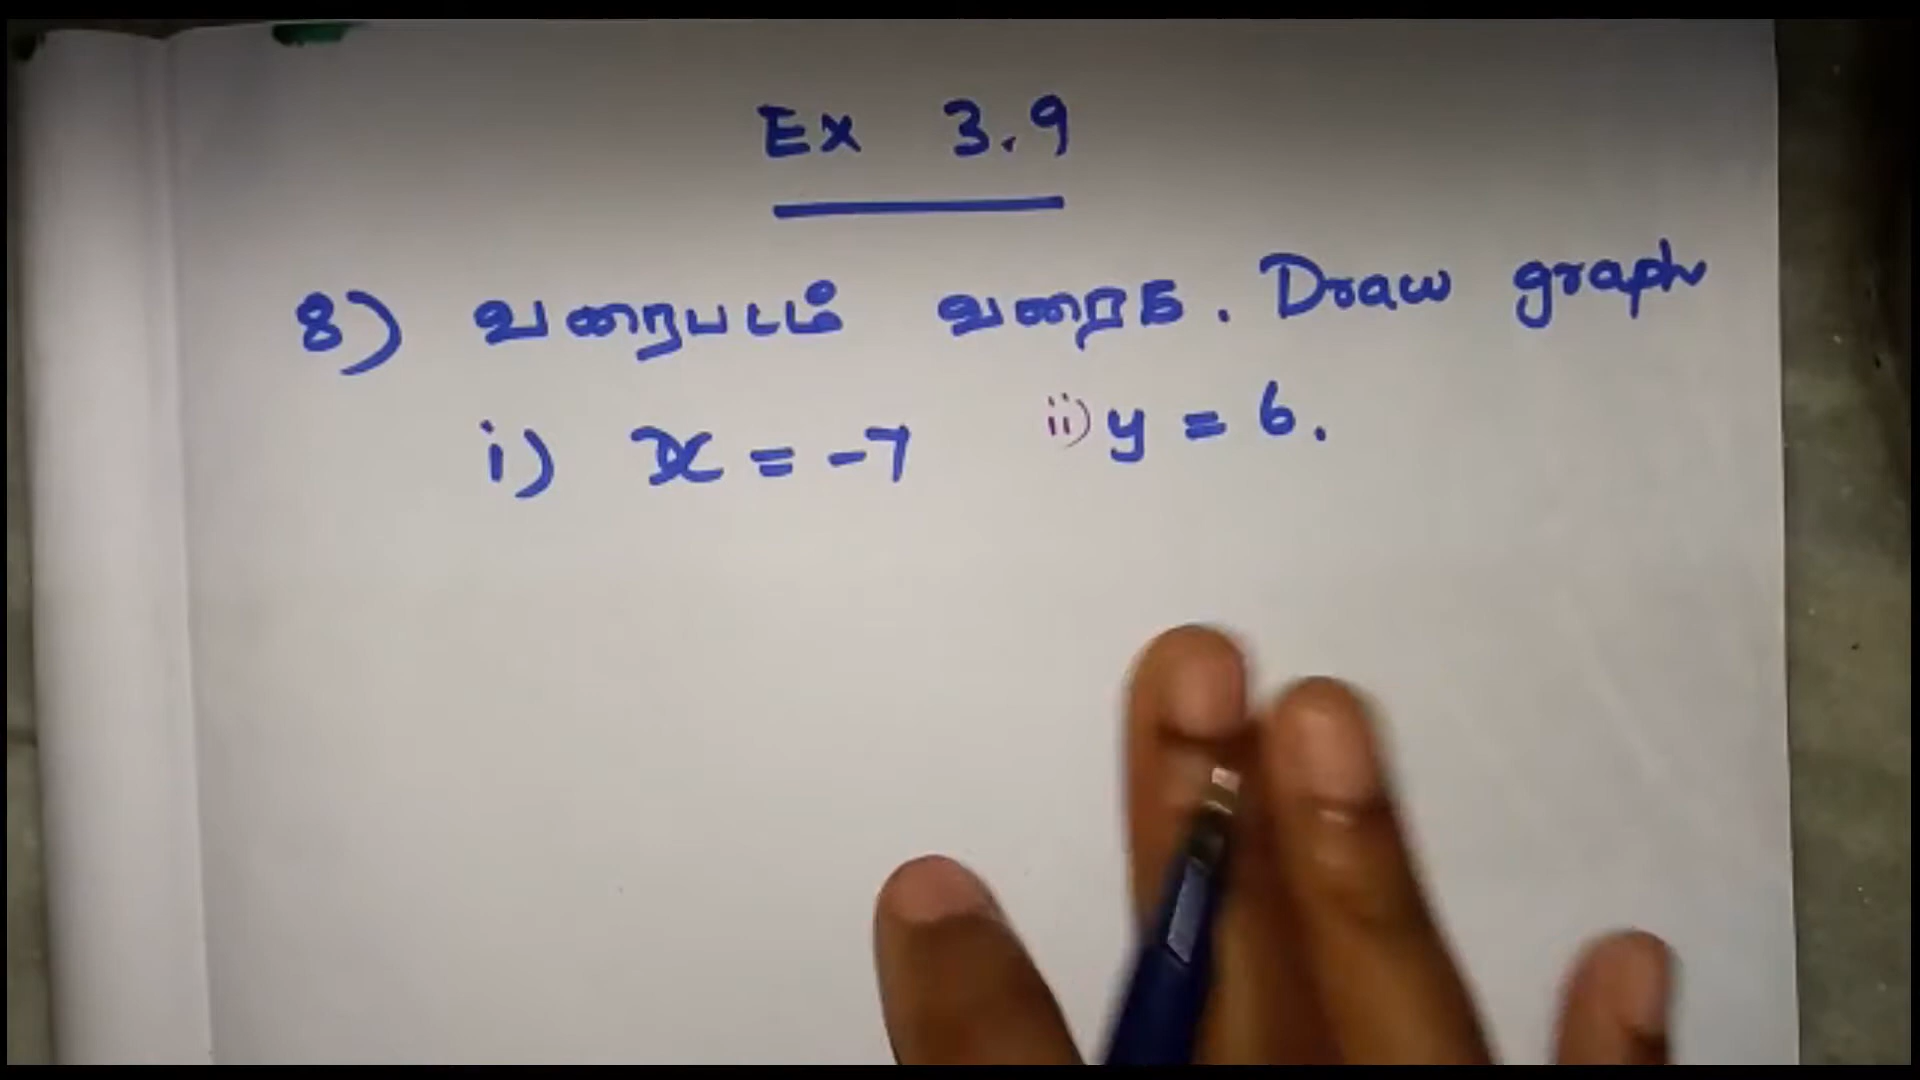 Ex 3.9
8) வரைபடம் வரைக. Draw graph
i) x = -7 ii) y = 6.